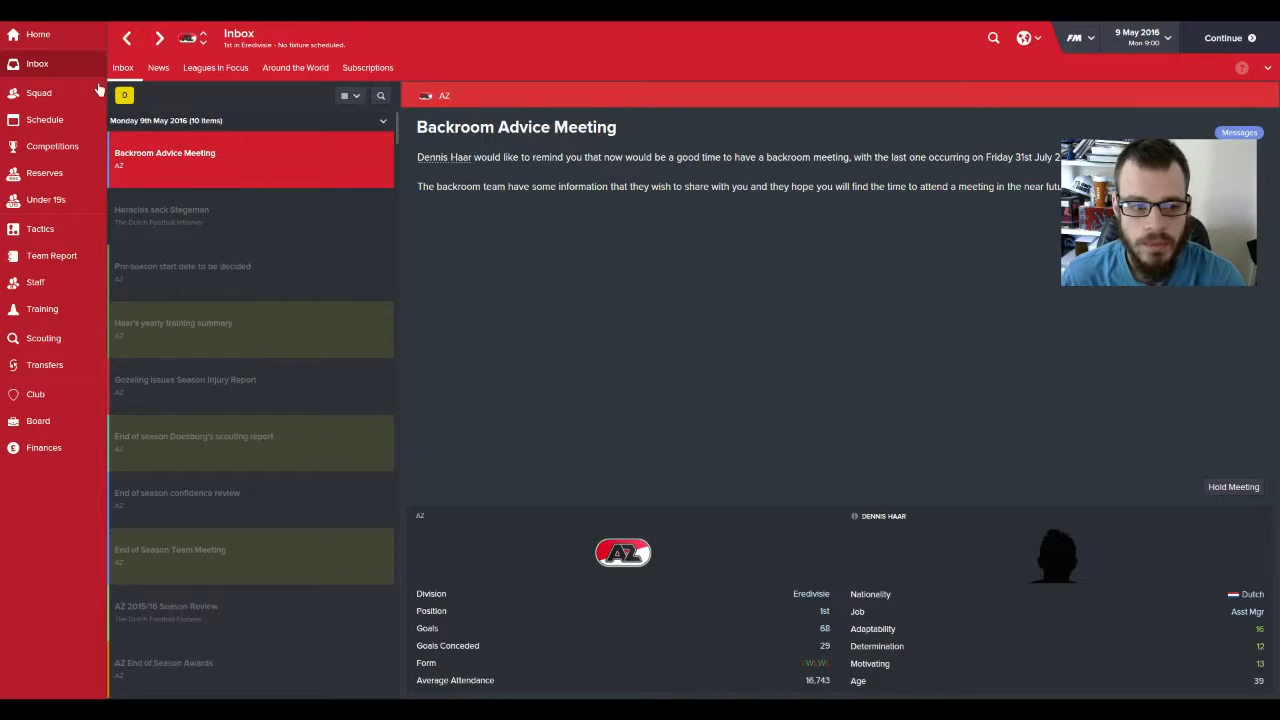 Home
Inbox
Squad
Schedule
Competitions
Reserves
Under 19s
Tactics
Team Report
Staff
Training
Scouting
Transfers
Club
Board
Finances
Inbox
1st in Eredivisie - No fixture scheduled.
FM
9 May 2016
Mon 9:00
Continue
Inbox News Leagues in Focus Around the World Subscriptions
?
0
Monday 9th May 2016 (10 Items)
Backroom Advice Meeting
AZ
Heracles sack Stegeman
The Dutch Football Informer
Pre-season start date to be decided
AZ
Haar's yearly training summary
AZ
Gozeling issues Season Injury Report
AZ
End of season Doesburg's scouting report
AZ
End of season confidence review
AZ
End of Season Team Meeting
AZ
AZ 2015/16 Season Review
The Dutch Football Express
AZ End of Season Awards
AZ
AZ
Backroom Advice Meeting
Messages
Dennis Haar would like to remind you that now would be a good time to have a backroom meeting, with the last one occurring on Friday 31st July 2
The backroom team have some information that they wish to share with you and they hope you will find the time to attend a meeting in the near futu
Hold Meeting
AZ
AZ
Division Eredivisie
Position 1st
Goals 68
Goals Conceded 29
Form
Average Attendance 16,743
DENNIS HAAR
Nationality Dutch
Job Asst Mgr
Adaptability 16
Determination 12
Motivating 13
Age 39